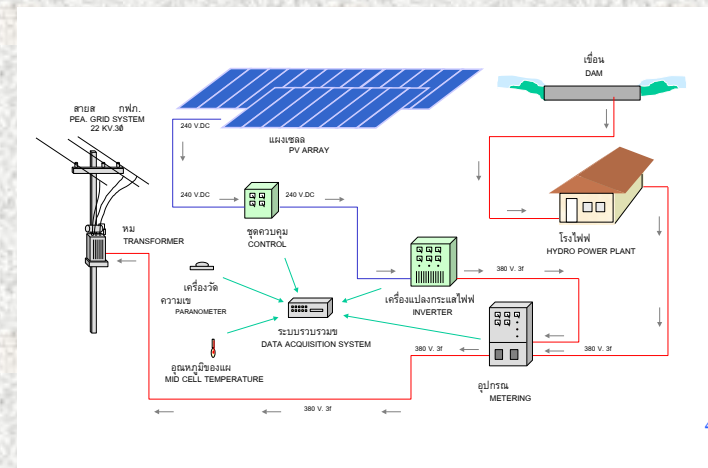 เขื่อน
DAM
สายส กฟภ.
PEA. GRID SYSTEM
22 KV.3Ø
240 V.DC
แผงเซลล
PV ARRAY
240 V.DC
240 V.DC
ชุดควบคุม
CONTROL
หม
TRANSFORMER
โรงไฟฟ
HYDRO POWER PLANT
380 V. 3f
เครื่องวัด
ความเข
PARANOMETER
เครื่องแปลงกระแสไฟฟ
INVERTER
ระบบรวบรวมข
DATA ACQUISITION SYSTEM
380 V. 3f
380 V. 3f
อุณหภูมิของแผ
MID CELL TEMPERATURE
อุปกรณ
METERING
380 V. 3f